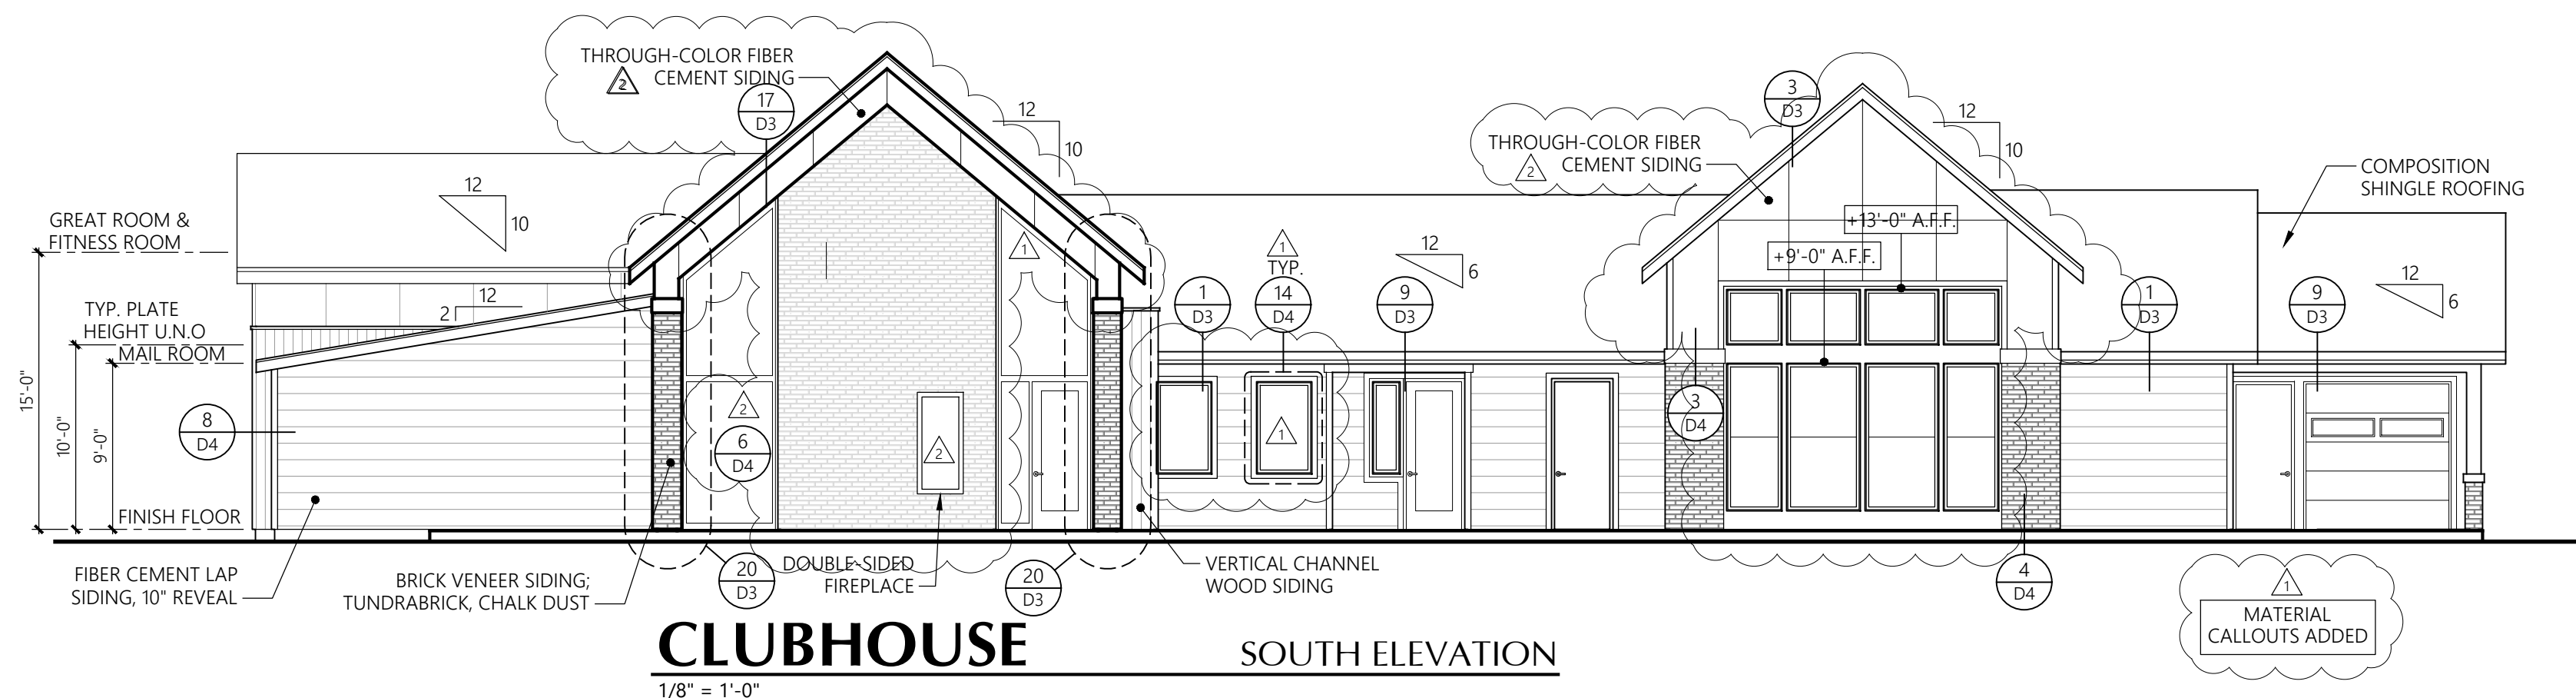 THROUGH-COLOR FIBER
2 CEMENT SIDING
17
D3
12
10
3
D3
THROUGH-COLOR FIBER
2 CEMENT SIDING
12
10
COMPOSITION
SHINGLE ROOFING
12
10
GREAT ROOM &
FITNESS ROOM
+13'-0" A.F.F.
+9'-0" A.F.F.
1
1
TYP.
12
6
12
6
12
2
TYP. PLATE
HEIGHT U.N.O
MAIL ROOM
1
D3
14
D4
9
D3
1
D3
9
D3
15'-0"
10'-0"
9'-0"
8
D4
2
6
D4
2
1
3
D4
FINISH FLOOR
FIBER CEMENT LAP
SIDING, 10" REVEAL
BRICK VENEER SIDING;
TUNDRABRICK, CHALK DUST
20
D3
DOUBLE-SIDED
FIREPLACE
20
D3
VERTICAL CHANNEL
WOOD SIDING
4
D4
1
MATERIAL
CALLOUTS ADDED
CLUBHOUSE
SOUTH ELEVATION
1/8" = 1'-0"